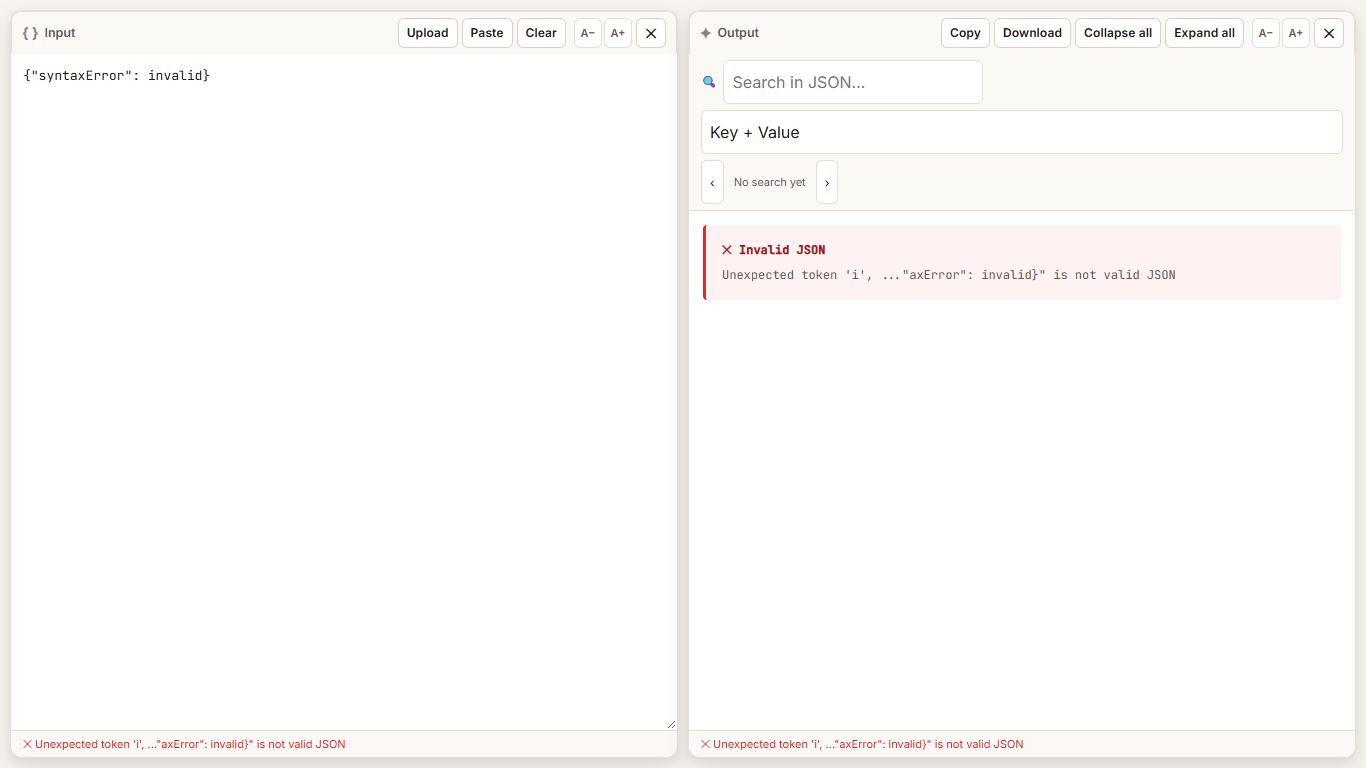 { } Input
Upload
Paste
Clear
A−
A+
{"syntaxError": invalid}
✕ Unexpected token 'i', ..."axError": invalid}" is not valid JSON
✦ Output
Copy
Download
Collapse all
Expand all
A−
A+
Search in JSON...
Key + Value
‹ No search yet ›
✕ Invalid JSON
Unexpected token 'i', ..."axError": invalid}" is not valid JSON
✕ Unexpected token 'i', ..."axError": invalid}" is not valid JSON